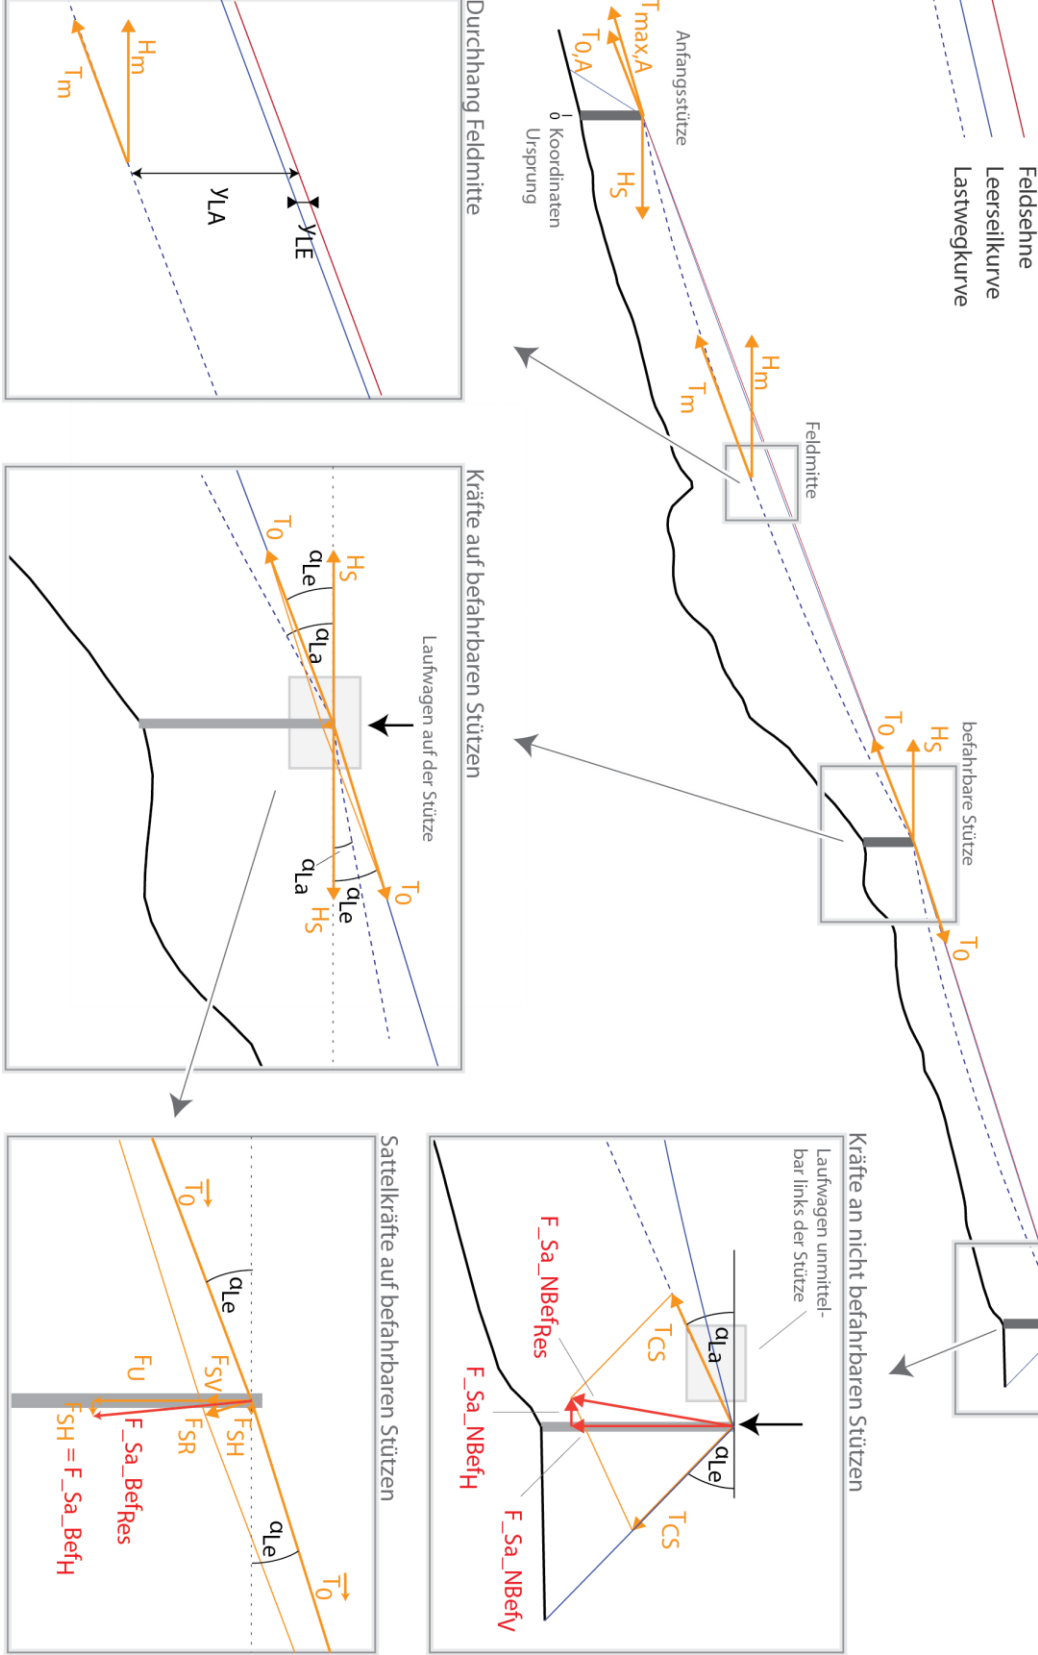 Feldsehne
Leerseilkurve
Lastwegkurve
Anfangsstütze
Tmax,A
T0,A
HS
I
0
Koordinaten
Ursprung
Feldmitte
Hm
Tm
befahrbare Stütze
HS
T0
T0
Durchhang Feldmitte
Hm
Tm
yLA
yLE
Kräfte auf befahrbaren Stützen
Laufwagen auf der Stütze
HS
T0
αLe
αLa
αLa
αLe
HS
T0
Kräfte an nicht befahrbaren Stützen
Laufwagen unmittel-
bar links der Stütze
αLa
αLe
TCS
TCS
F_Sa_NBefRes
F_Sa_NBefH
F_Sa_NBefV
Sattelkräfte auf befahrbaren Stützen
T0
αLe
FSV
FU
FSH
FSR
F_Sa_BefRes
FSH = F_Sa_BefH
αLe
T0